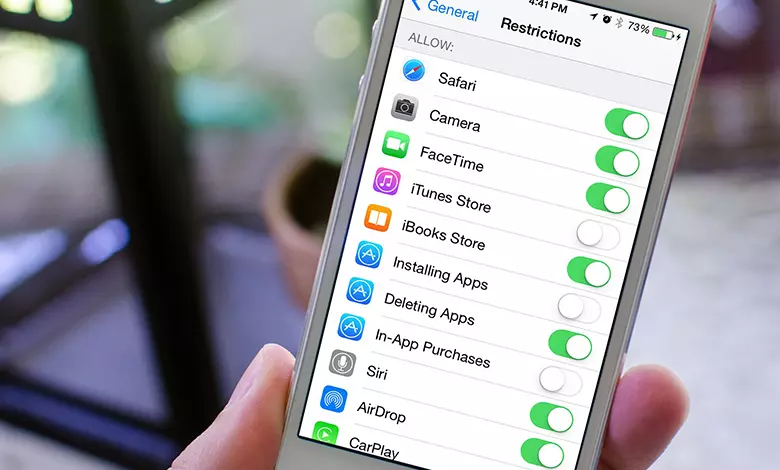 4:41 PM
73%
General
Restrictions
ALLOW:
Safari
Camera
FaceTime
iTunes Store
iBooks Store
Installing Apps
Deleting Apps
In-App Purchases
Siri
AirDrop
CarPlay